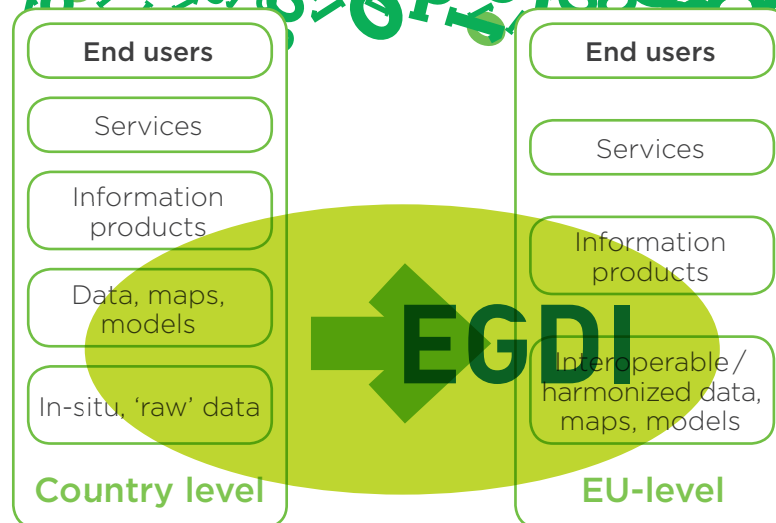 End users
Services
Information
products
Data, maps,
models
In-situ, ‘raw’ data
Country level
EGDI
End users
Services
Information
products
Interoperable/
harmonized data,
maps, models
EU-level